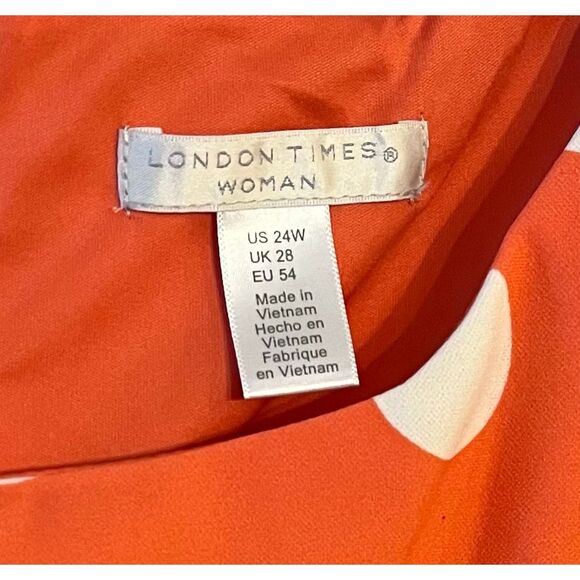 LONDON TIMES®
WOMAN
US 24W
UK 28
EU 54
Made in
Vietnam
Hecho en
Vietnam
Fabrique
en Vietnam